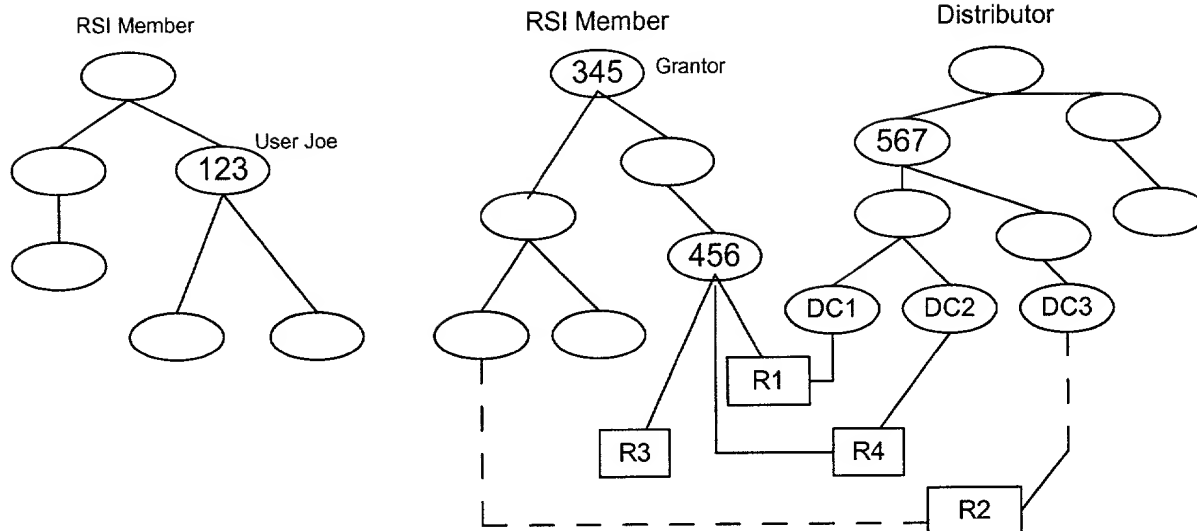 RSI Member
RSI Member
Distributor
345
Grantor
User Joe
123
567
456
DC1
DC2
DC3
R1
R3
R4
R2